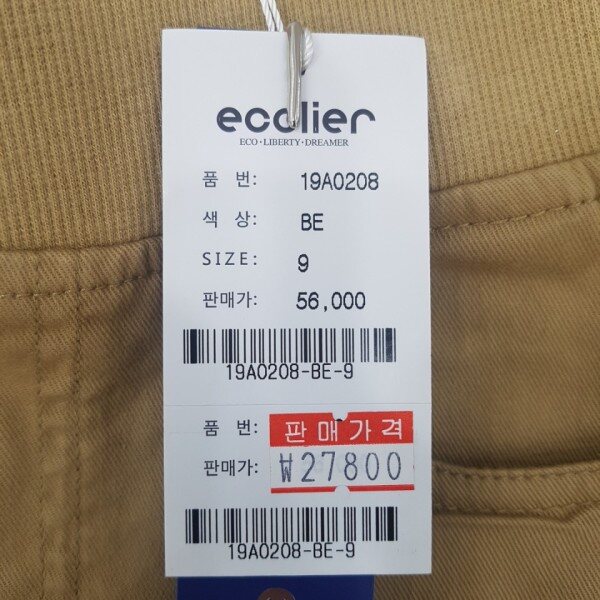 ecolier
ECO·LIBERTY·DREAMER
품 번: 19A0208
색 상: BE
SIZE: 9
판매가: 56,000
19A0208-BE-9
품 번: 판매가격
판매가: ₩27800
19A0208-BE-9